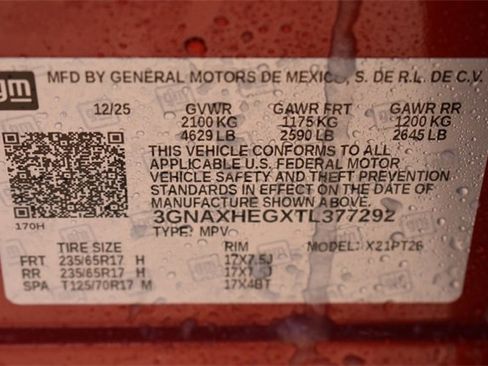 gm
MFD BY GENERAL MOTORS DE MEXICO, S. DE R.L. DE C.V.
12/25 GVWR GAWR FRT GAWR RR
2100 KG 1175 KG 1200 KG
4629 LB 2590 LB 2645 LB
THIS VEHICLE CONFORMS TO ALL
APPLICABLE U.S. FEDERAL MOTOR
VEHICLE SAFETY AND THEFT PREVENTION
STANDARDS IN EFFECT ON THE DATE
OF MANUFACTURE SHOWN ABOVE.
3GNAXHEGXTL377292
170H TYPE: MPV
TIRE SIZE RIM MODEL: X21PT26
FRT 235/65R17 H 17X7.5J
RR 235/65R17 H
SPA T125/70R17 M 17X4BT